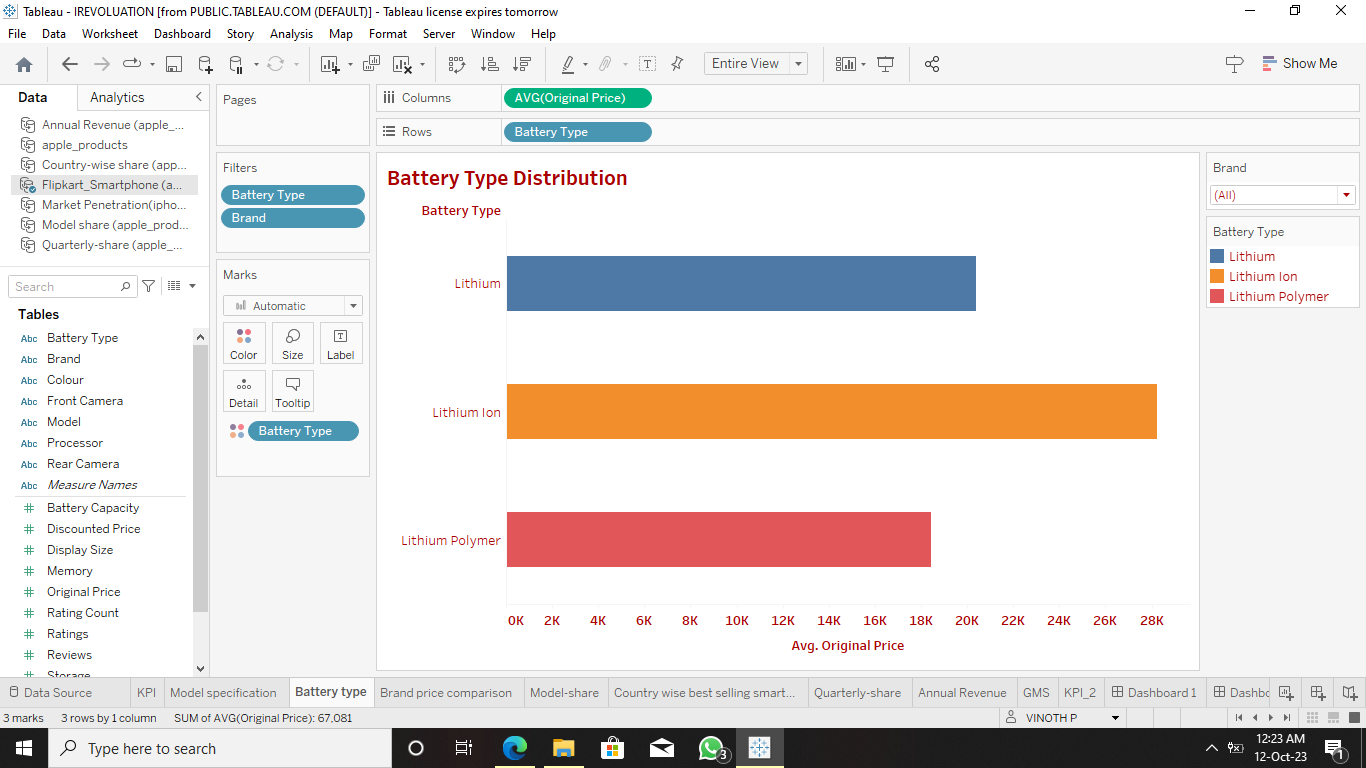 Tableau - IREVOLUATION [from PUBLIC.TABLEAU.COM (DEFAULT)] - Tableau license expires tomorrow
File Data Worksheet Dashboard Story Analysis Map Format Server Window Help
Entire View
Show Me
Data Analytics
Annual Revenue (apple_...
apple_products
Country-wise share (app...
Flipkart_Smartphone (a...
Market Penetration(ipho...
Model share (apple_prod...
Quarterly-share (apple_...
Search
Tables
Abc Battery Type
Abc Brand
Abc Colour
Abc Front Camera
Abc Model
Abc Processor
Abc Rear Camera
Abc Measure Names
# Battery Capacity
# Discounted Price
# Display Size
# Memory
# Original Price
# Rating Count
# Ratings
# Reviews
# Storage
Pages
Filters
Battery Type
Brand
Marks
Automatic
Color Size Label
Detail Tooltip
Battery Type
Columns AVG(Original Price)
Rows Battery Type
Battery Type Distribution
Battery Type
Lithium
Lithium Ion
Lithium Polymer
0K 2K 4K 6K 8K 10K 12K 14K 16K 18K 20K 22K 24K 26K 28K
Avg. Original Price
Brand
(All)
Battery Type
Lithium
Lithium Ion
Lithium Polymer
Data Source KPI Model specification Battery type Brand price comparison Model-share Country wise best selling smart... Quarterly-share Annual Revenue GMS KPI_2 Dashboard 1 Dashbo
3 marks 3 rows by 1 column SUM of AVG(Original Price): 67,081 VINOTH P
Type here to search
3
12:23 AM
12-Oct-23
1